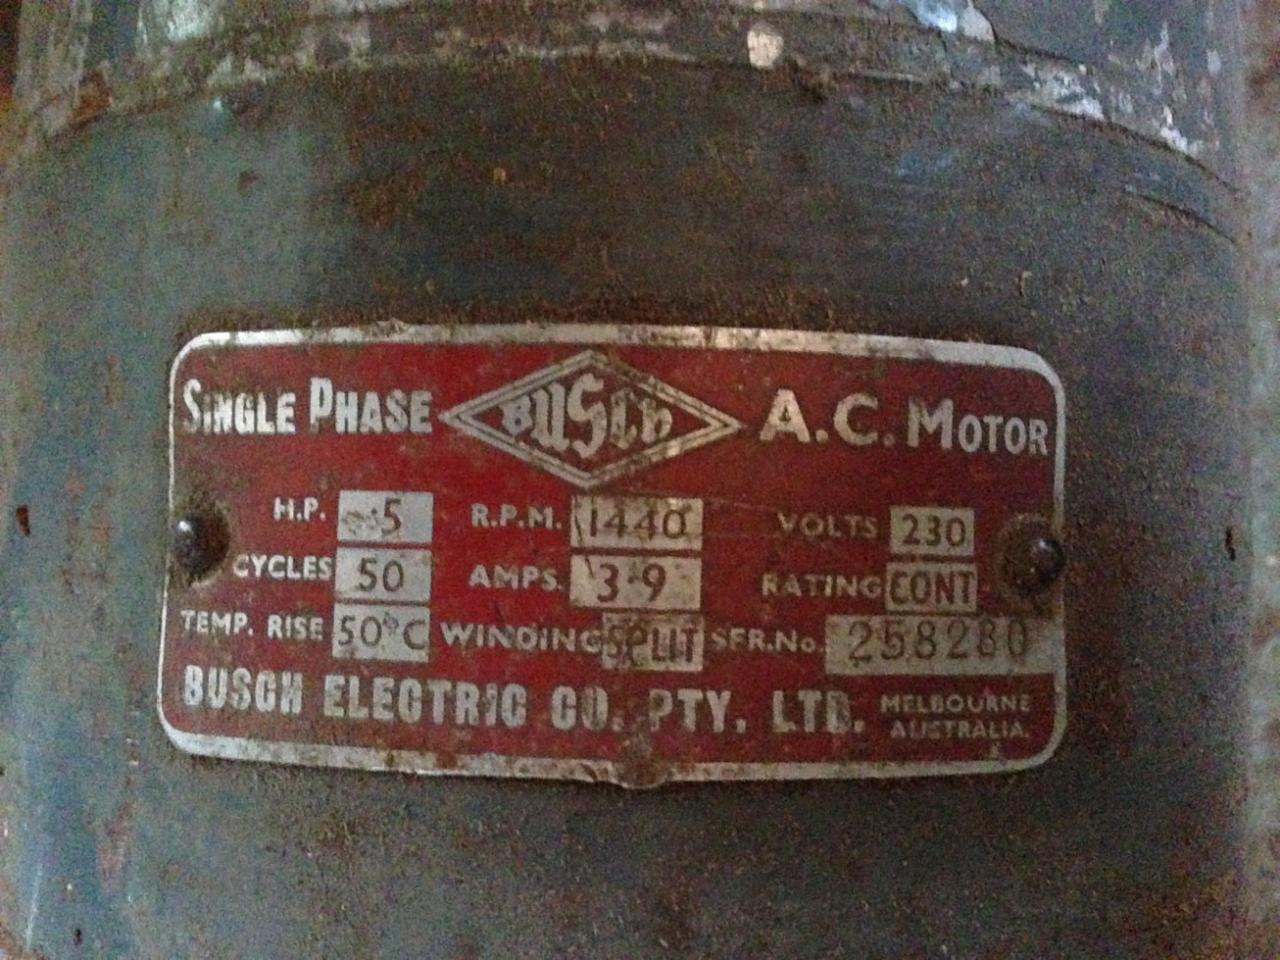 SINGLE PHASE BUSCH A.C. MOTOR
H.P. .5 R.P.M. 1440 VOLTS 230
CYCLES 50 AMPS. 3.9 RATING CONT
TEMP. RISE 50°C WINDING SPLIT SER.No. 258280
BUSCH ELECTRIC CO. PTY. LTD. MELBOURNE
AUSTRALIA.